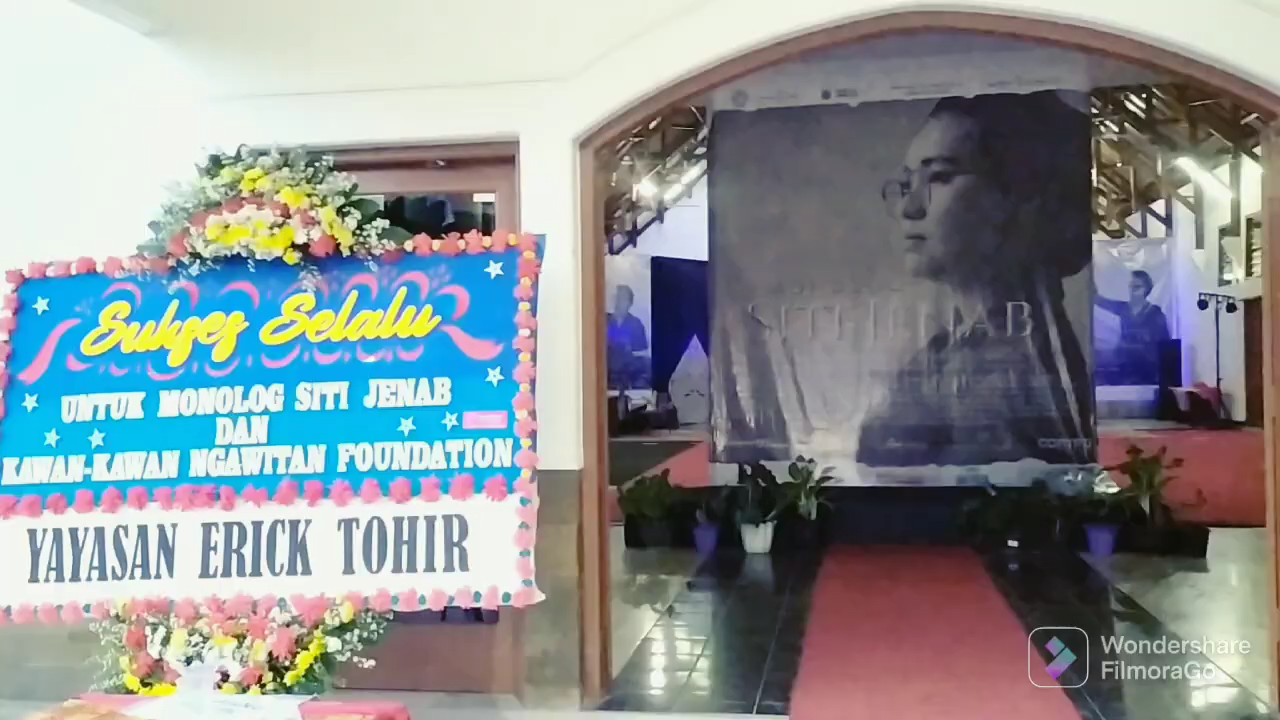 Sukses Selalu
UNTUK MONOLOG SITI JENAB
DAN
KAWAN-KAWAN NGAWITAN FOUNDATION
YAYASAN ERICK TOHIR
SITI JENAB
Wondershare
FilmoraGo